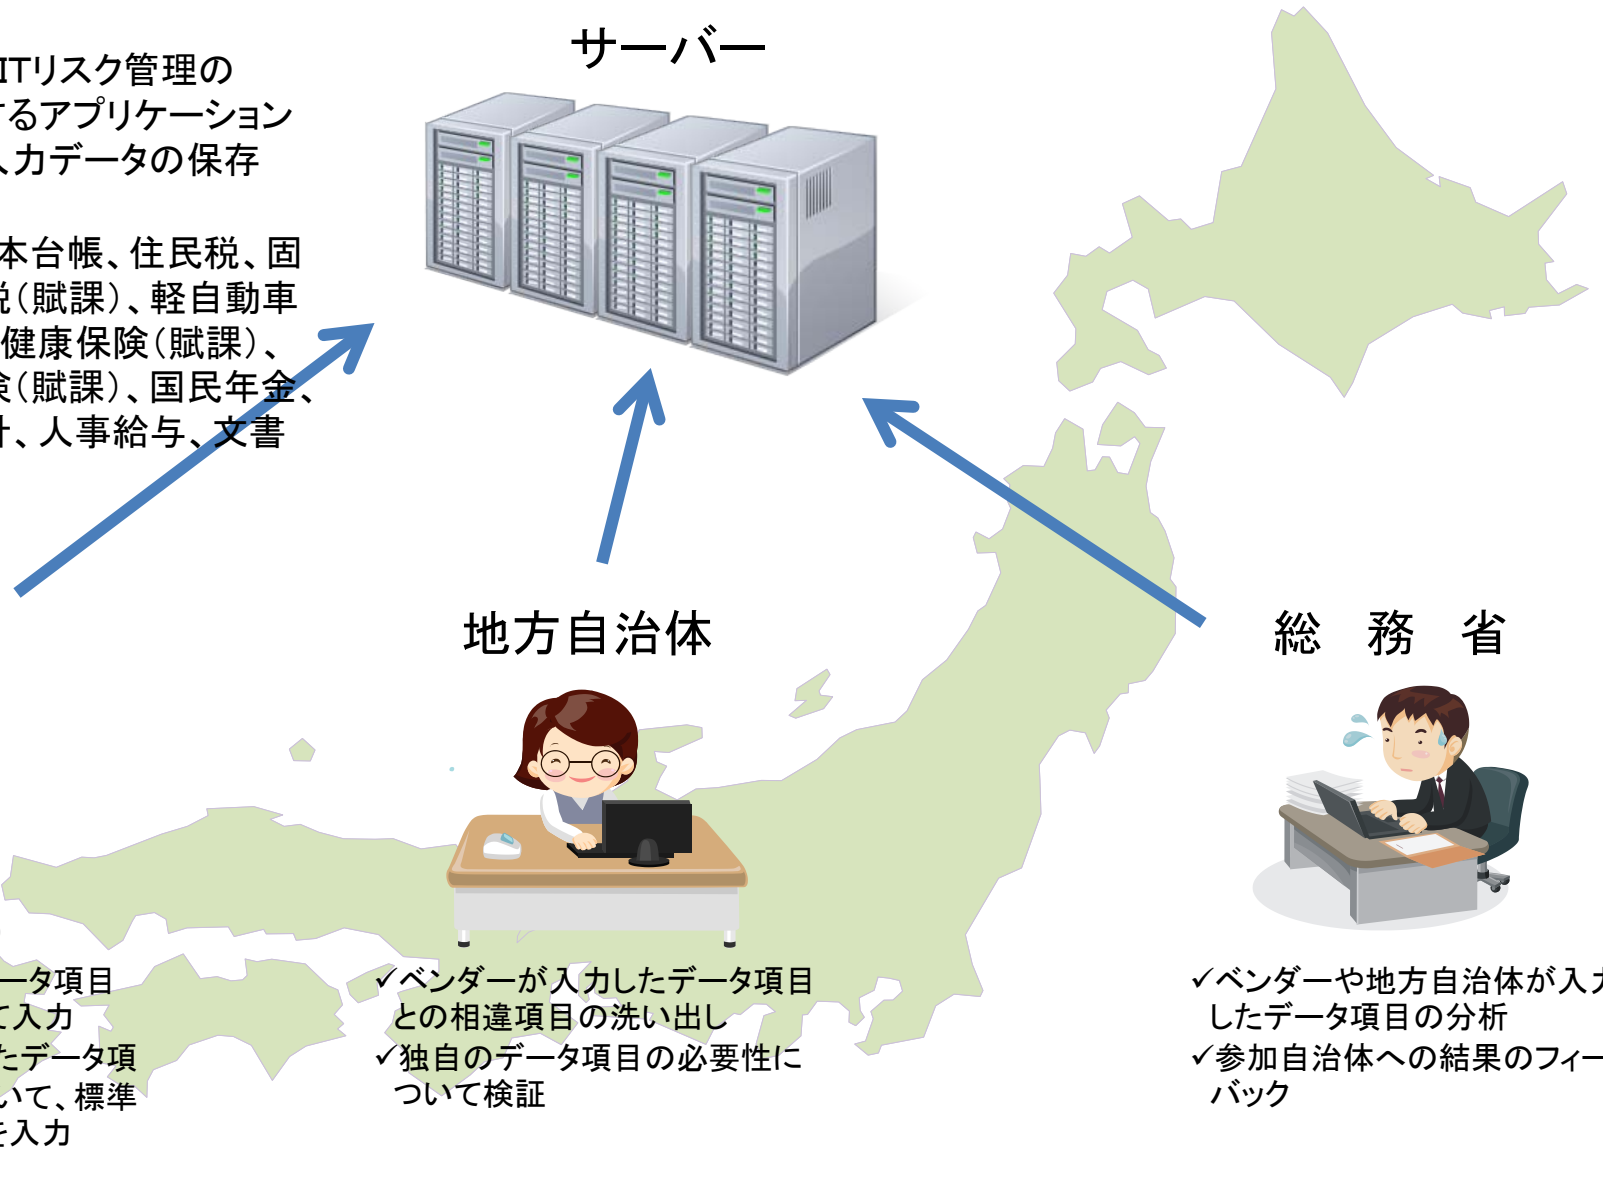 サーバー
ITリスク管理の
するアプリケーション
入力データの保存
本台帳、住民税、固
税（賦課）、軽自動車
健康保険（賦課）、
険（賦課）、国民年金、
計、人事給与、文書
地方自治体
総　務　省
ータ項目
て入力
たデータ項
いて、標準
を入力
✓ベンダーが入力したデータ項目
との相違項目の洗い出し
✓独自のデータ項目の必要性に
ついて検証
✓ベンダーや地方自治体が入力
したデータ項目の分析
✓参加自治体への結果のフィー
バック